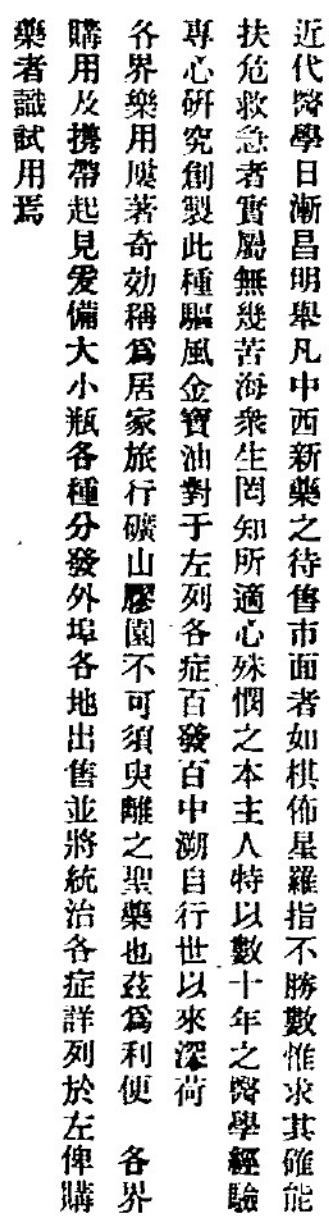 近代醫學日漸昌明舉凡中西新藥之待售市面者如棋佈星羅指不勝數惟求其確能
扶危救急者實屬無幾苦海衆生罔知所適心殊憫之本主人特以數十年之醫學經驗
專心研究創製此種驅風金寶油對于左列各症百發百中溯自行世以來深荷
各界樂用屢著奇効稱爲居家旅行礦山膠園不可須臾離之聖藥也茲爲利便　各界
購用及攜帶起見爰備大小瓶各種分發外埠各地出售並將統治各症詳列於左俾購
藥者識試用焉